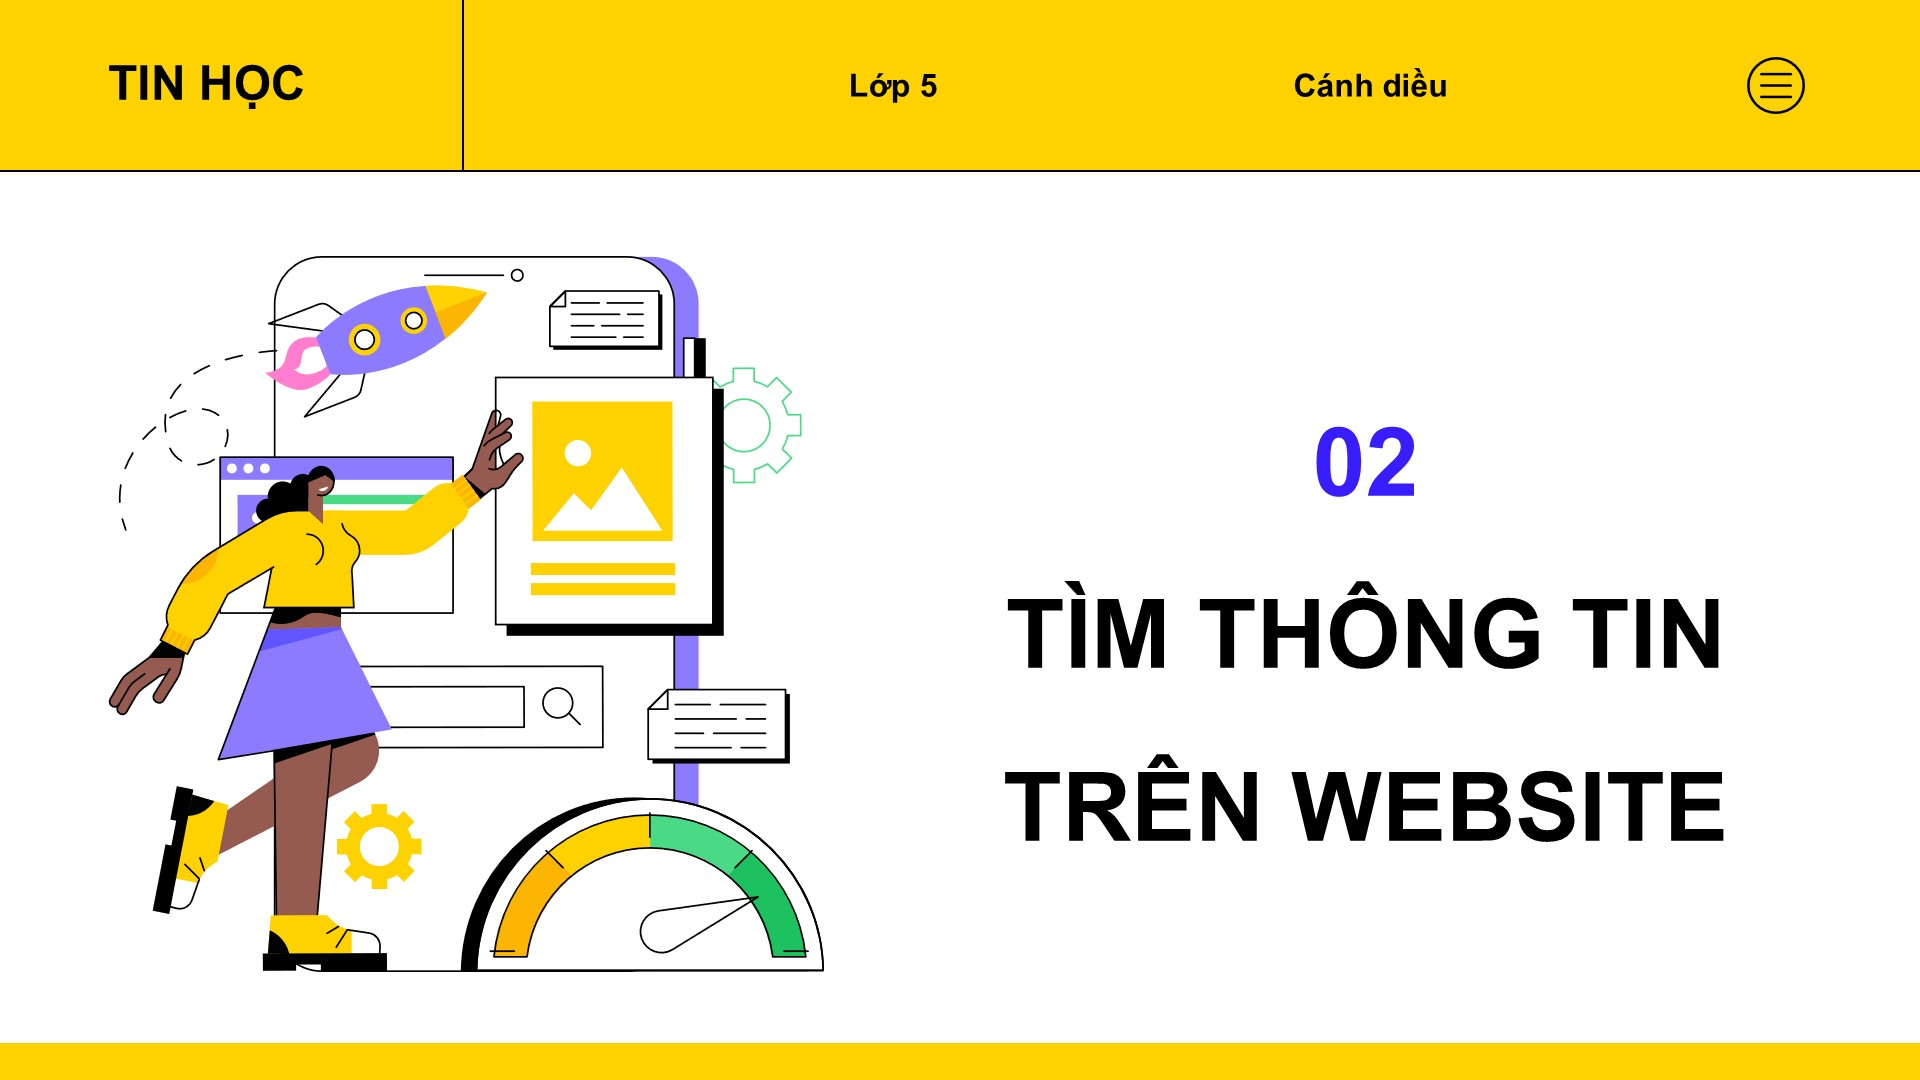 TIN HỌC
Lớp 5
Cánh diều
02
TÌM THÔNG TIN
TRÊN WEBSITE